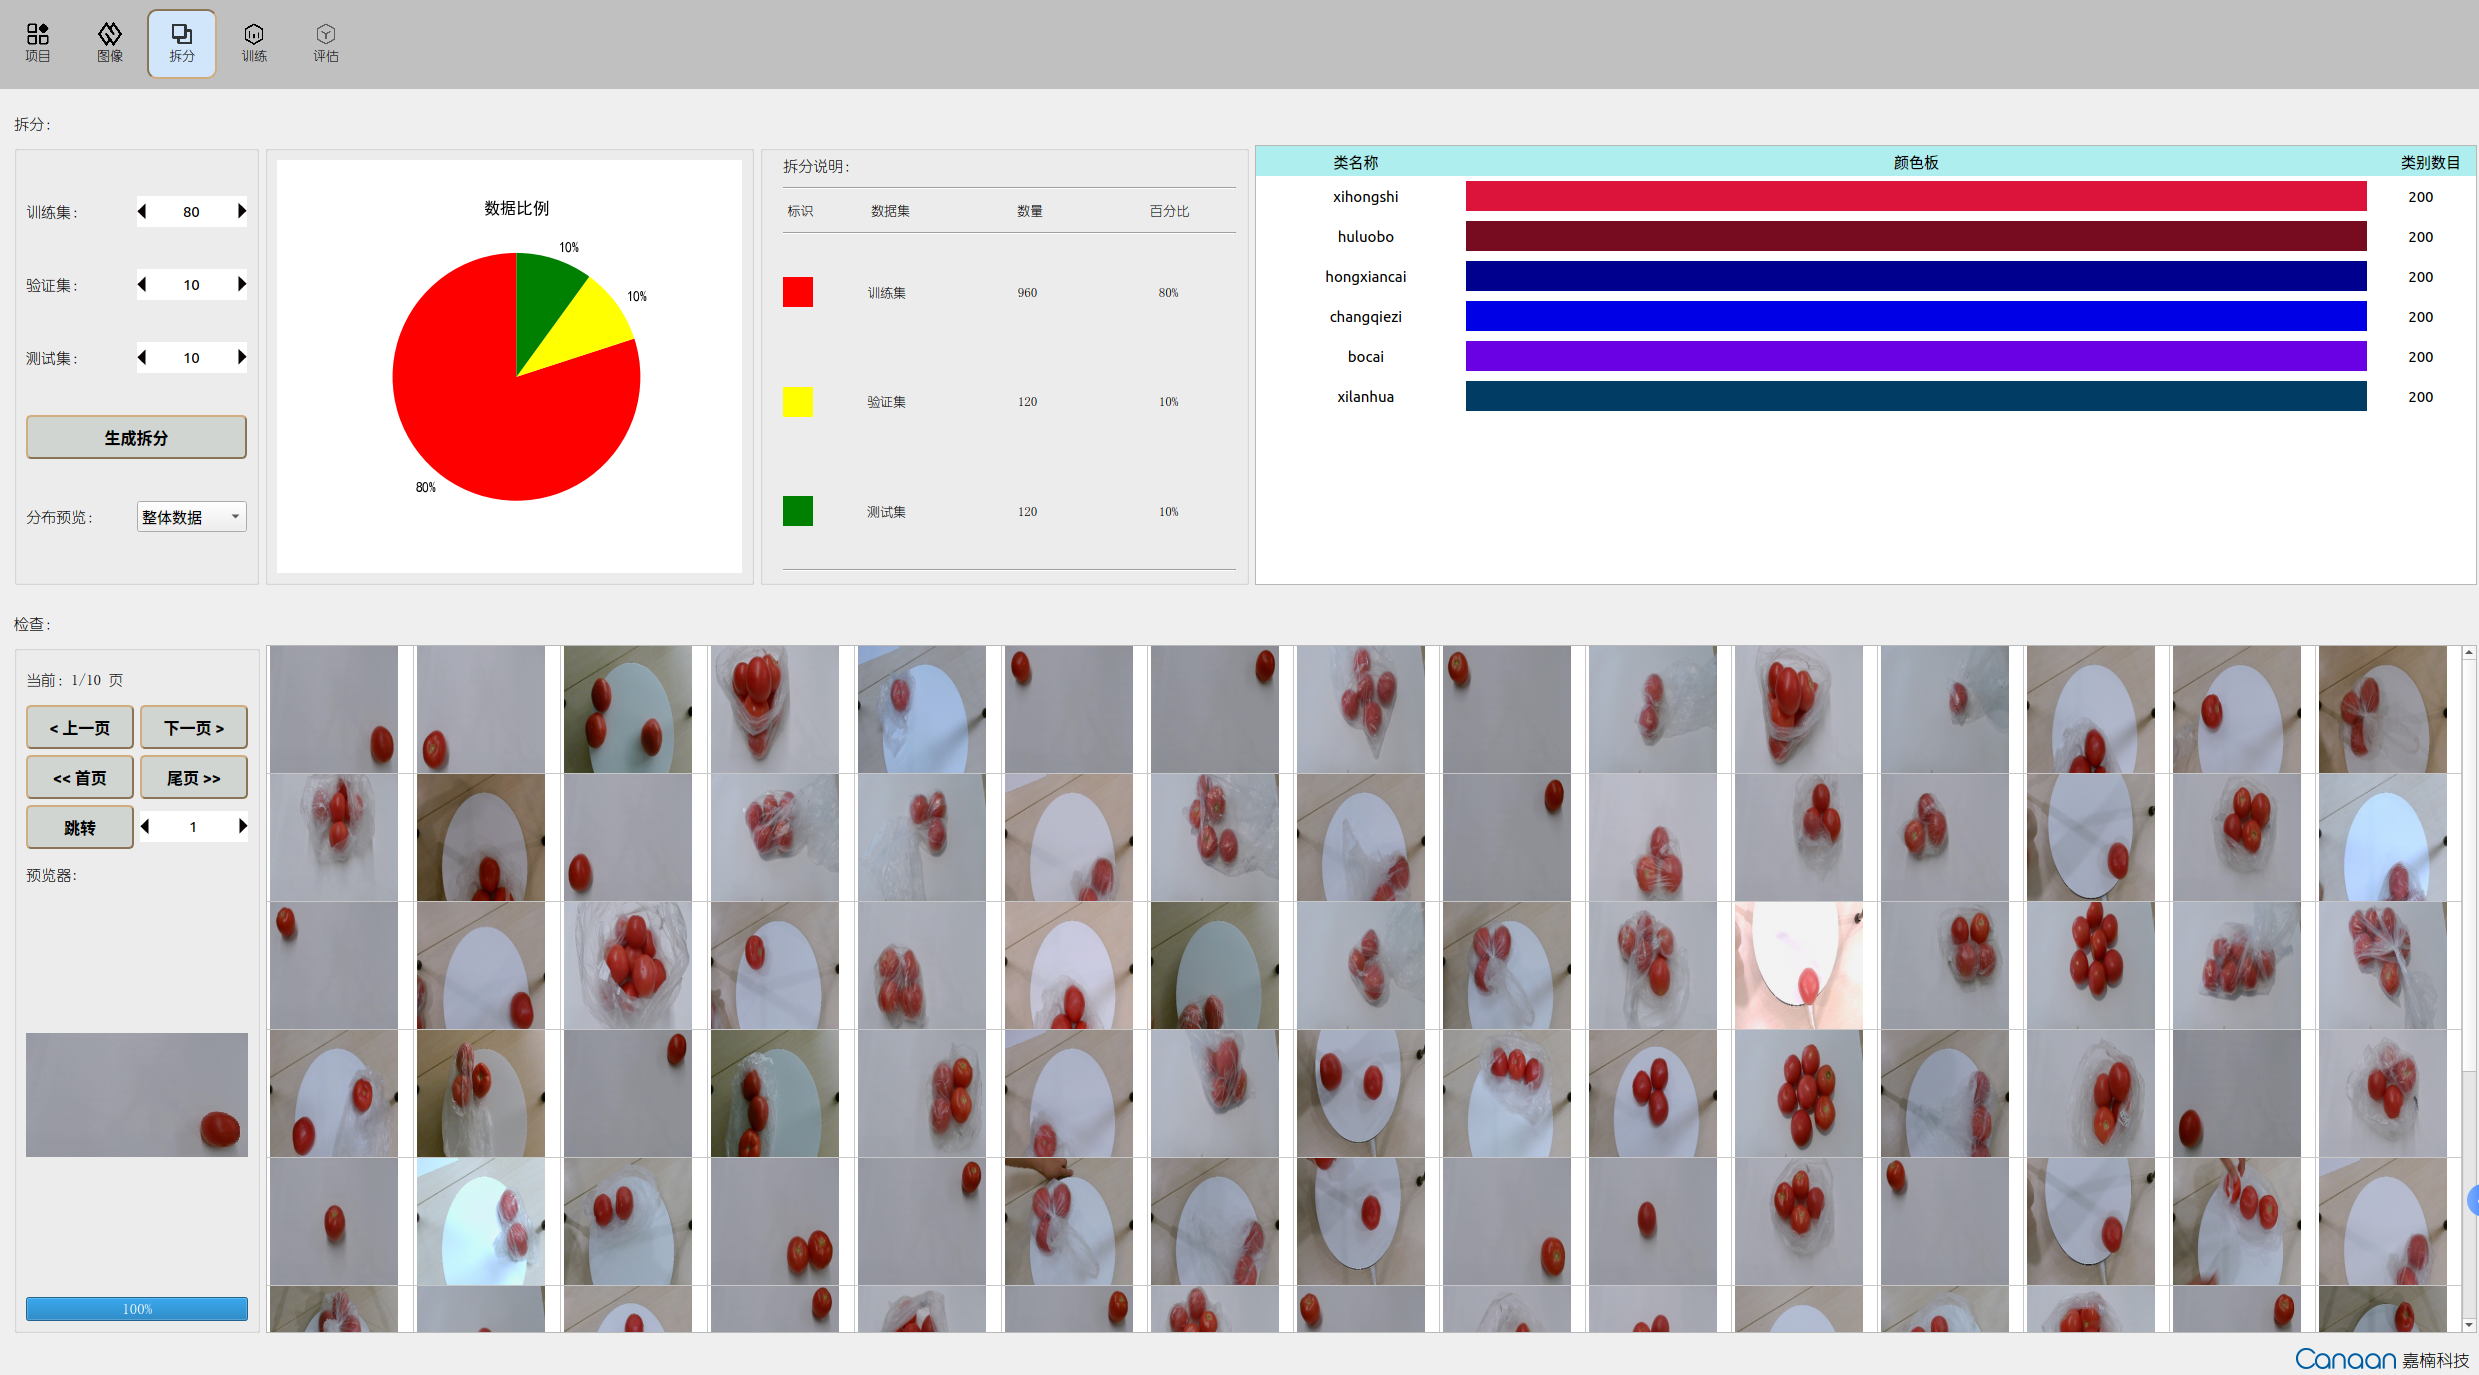 项目
图像
拆分
训练
评估
拆分:
训练集:
80
验证集:
10
测试集:
10
生成拆分
分布预览:
整体数据
数据比例
10%
10%
80%
拆分说明:
标识 数据集 数量 百分比
训练集 960 80%
验证集 120 10%
测试集 120 10%
类名称 颜色板 类别数目
xihongshi 200
huluobo 200
hongxiancai 200
changqiezi 200
bocai 200
xilanhua 200
检查:
当前: 1/10 页
< 上一页 下一页 >
<< 首页 尾页 >>
跳转 1
预览器:
100%
Canaan 嘉楠科技